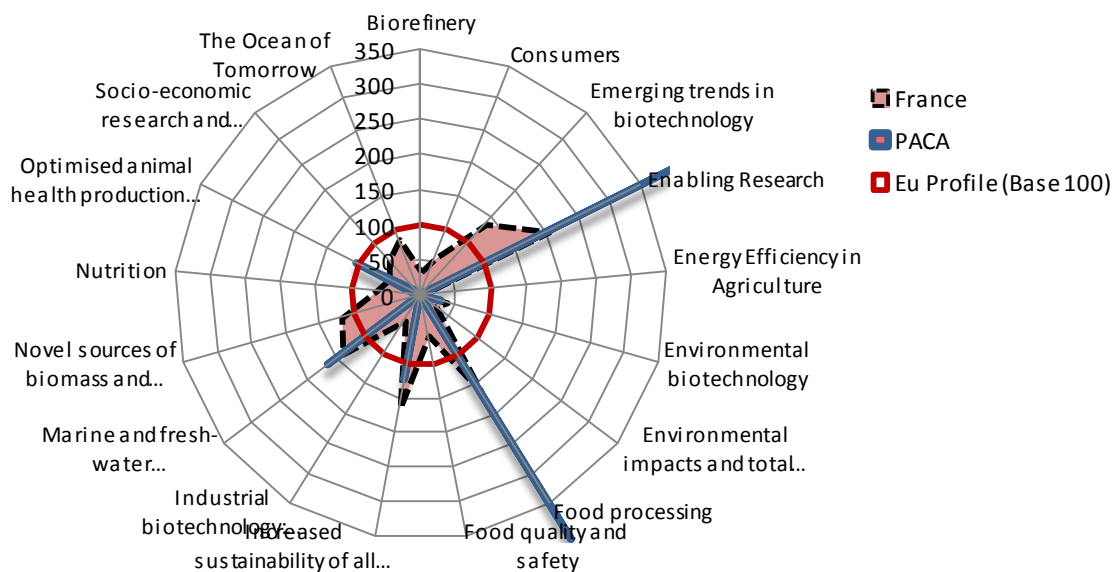 Biorefinery
Consumers
Emerging trends in
biotechnology
Enabling Research
Energy Efficiency in
Agriculture
Environmental
biotechnology
Environmental
impacts and total...
Food processing
Food quality and
safety
Increased
sustainability of all...
Industrial
biotechnology:
Marine and fresh-
water...
Novel sources of
biomass and...
Nutrition
Optimised animal
health production...
Socio-economic
research and...
The Ocean of
Tomorrow
350
300
250
200
150
100
50
0
France
PACA
Eu Profile (Base 100)